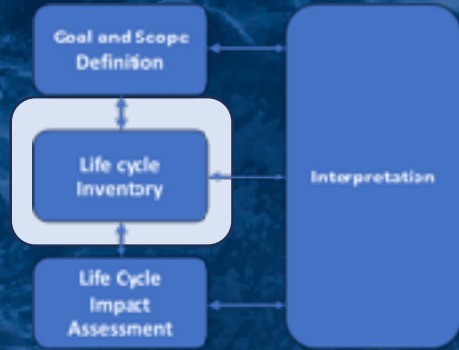 Goal and Scope
Definition
Life cycle
Inventory
Interpretation
Life Cycle
Impact
Assessment